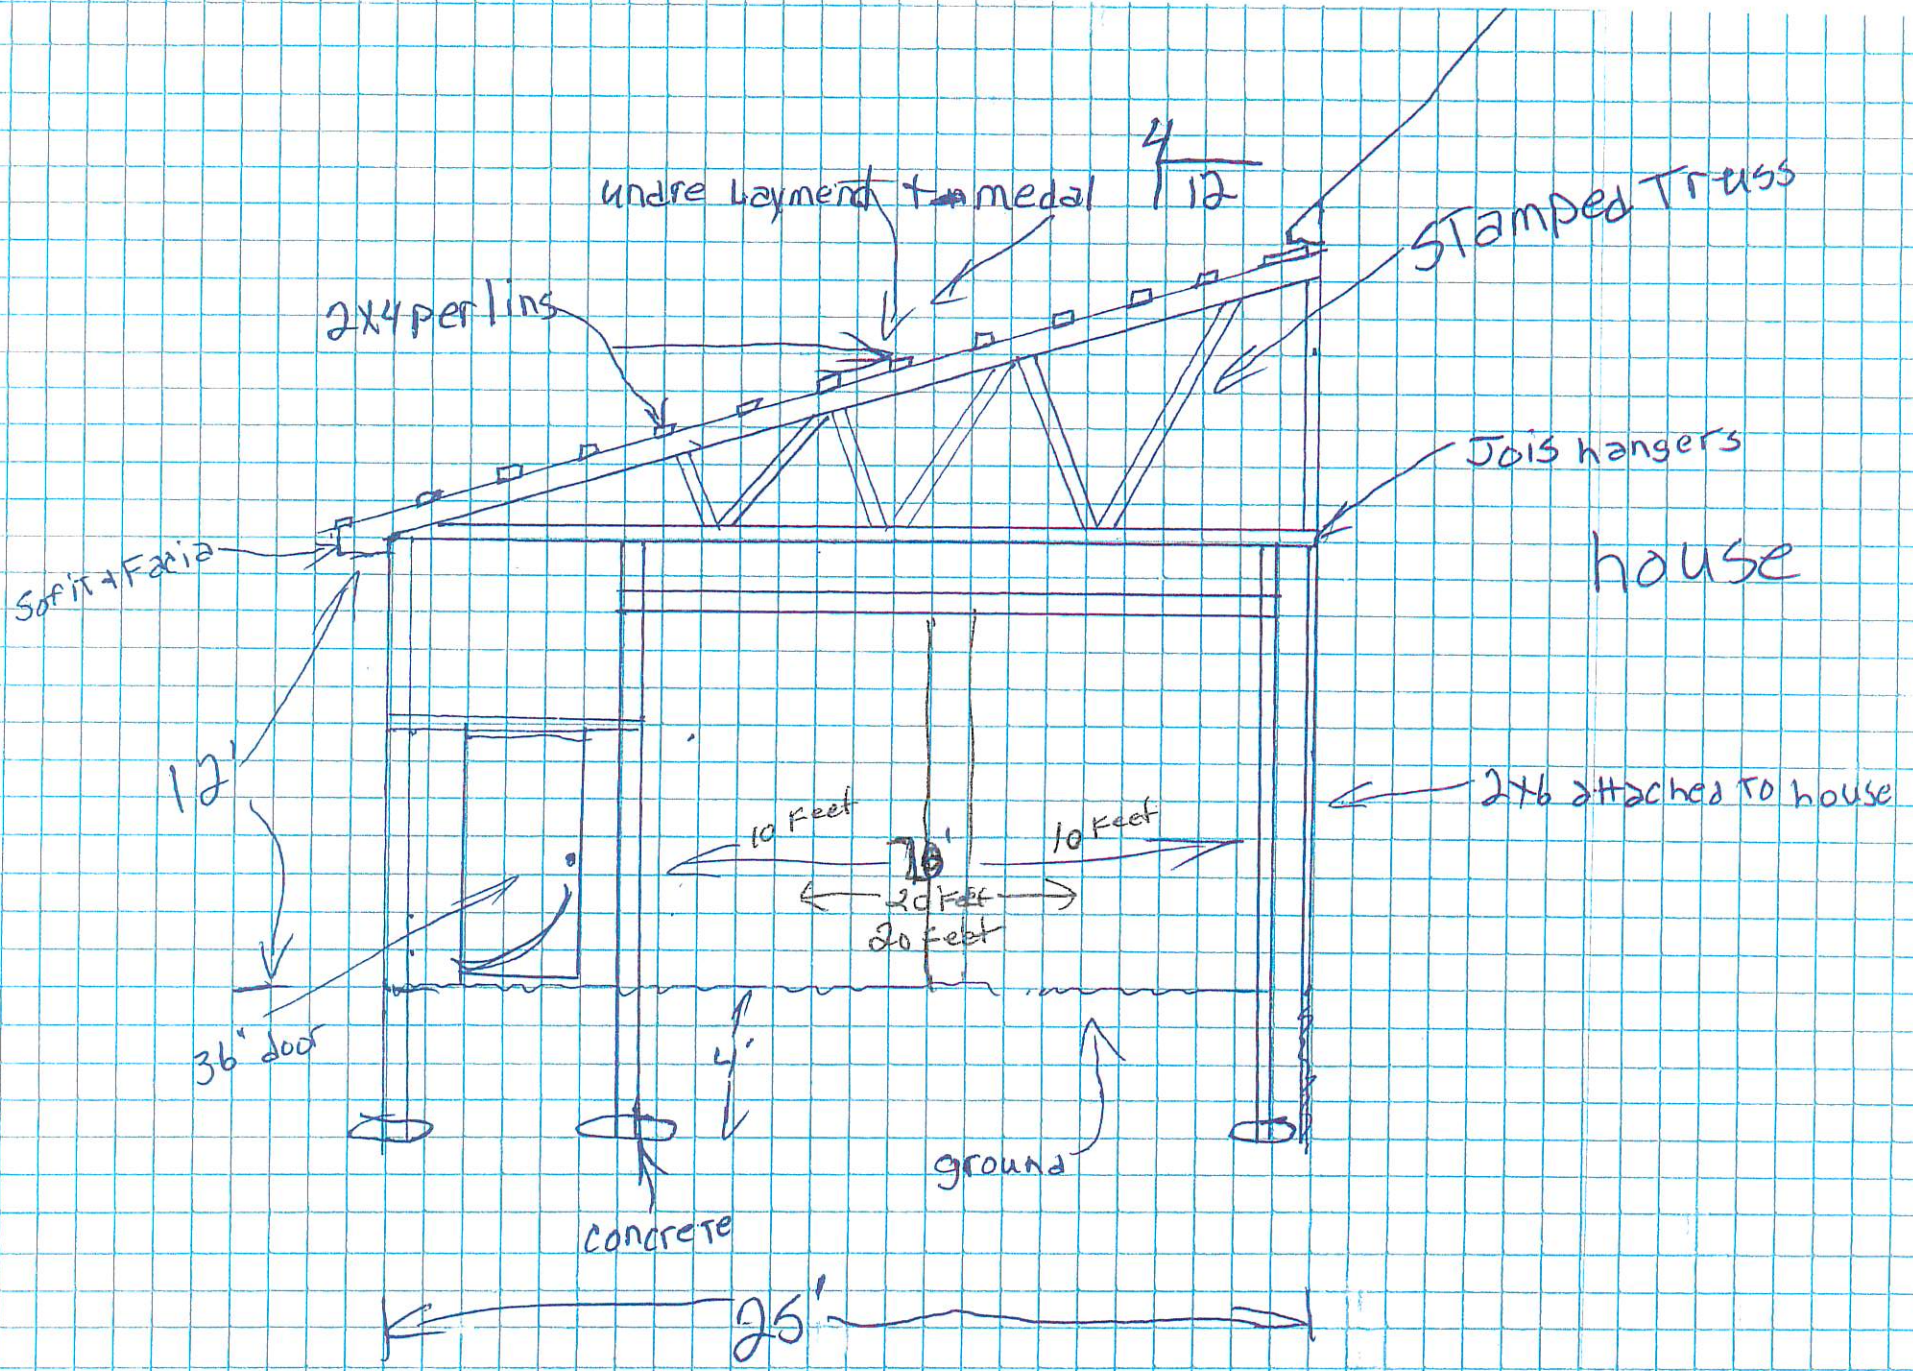 4
12
undre Layment + medal
STamped Truss
2x4 perlins
Jois hangers
Sofit + Facia
house
12'
2x6 attached To house
10 Feet
10 Feet
20 Feet
20 Feet
36" door
4'
ground
concrete
25'